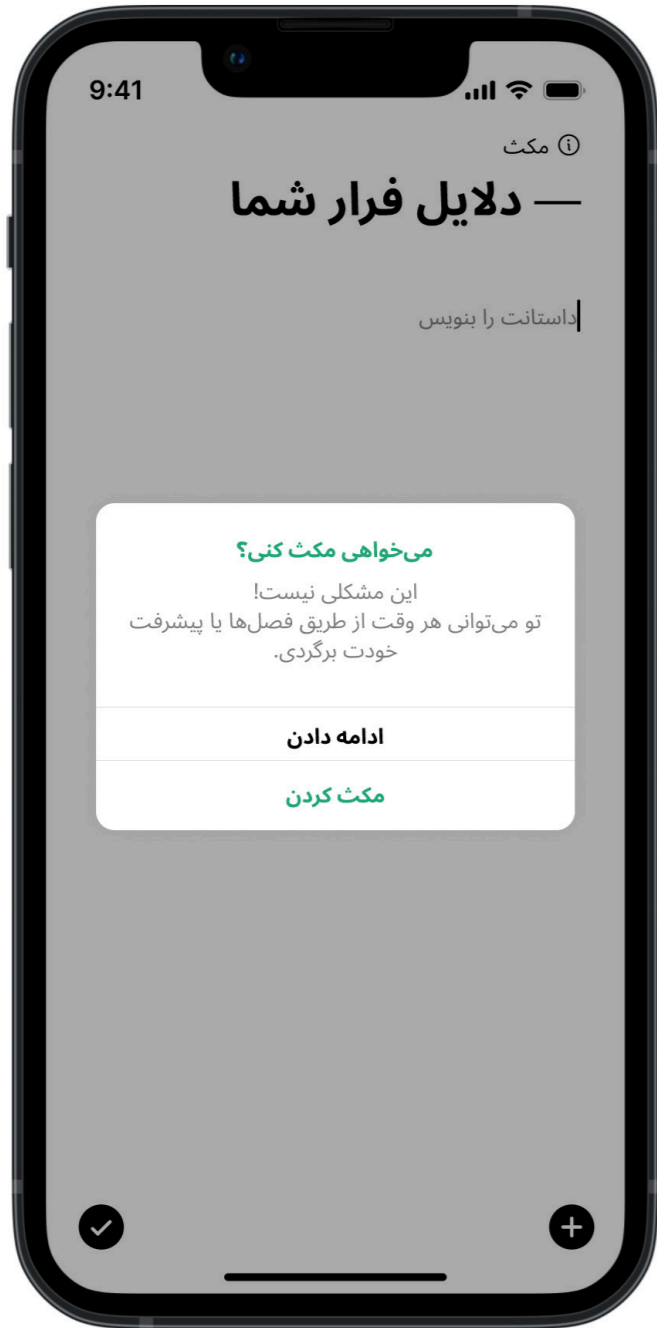 9:41
مکث
دلایل فرار شما —
داستانت را بنویس
می‌خواهی مکث کنی؟
این مشکلی نیست!
تو می‌توانی هر وقت از طریق فصل‌ها یا پیشرفت
خودت برگردی.
ادامه دادن
مکث کردن